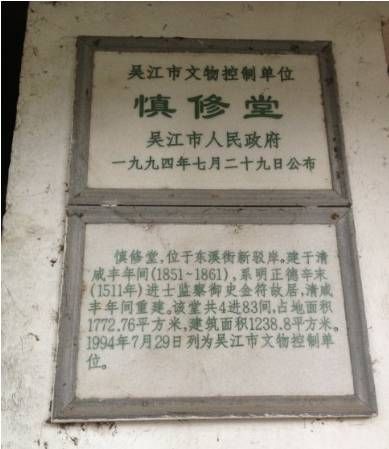 吴江市文物控制单位
慎修堂
吴江市人民政府
一九九四年七月二十九日公布
慎修堂，位于东溪街新驳岸。建于清
咸丰年间(1851~1861)，系明正德辛未
(1511年)进士监察御史金符故居，清咸
丰年间重建。该堂共4进83间，占地面积
1772.76平方米，建筑面积1238.8平方米。
1994年7月29日列为吴江市文物控制单
位。